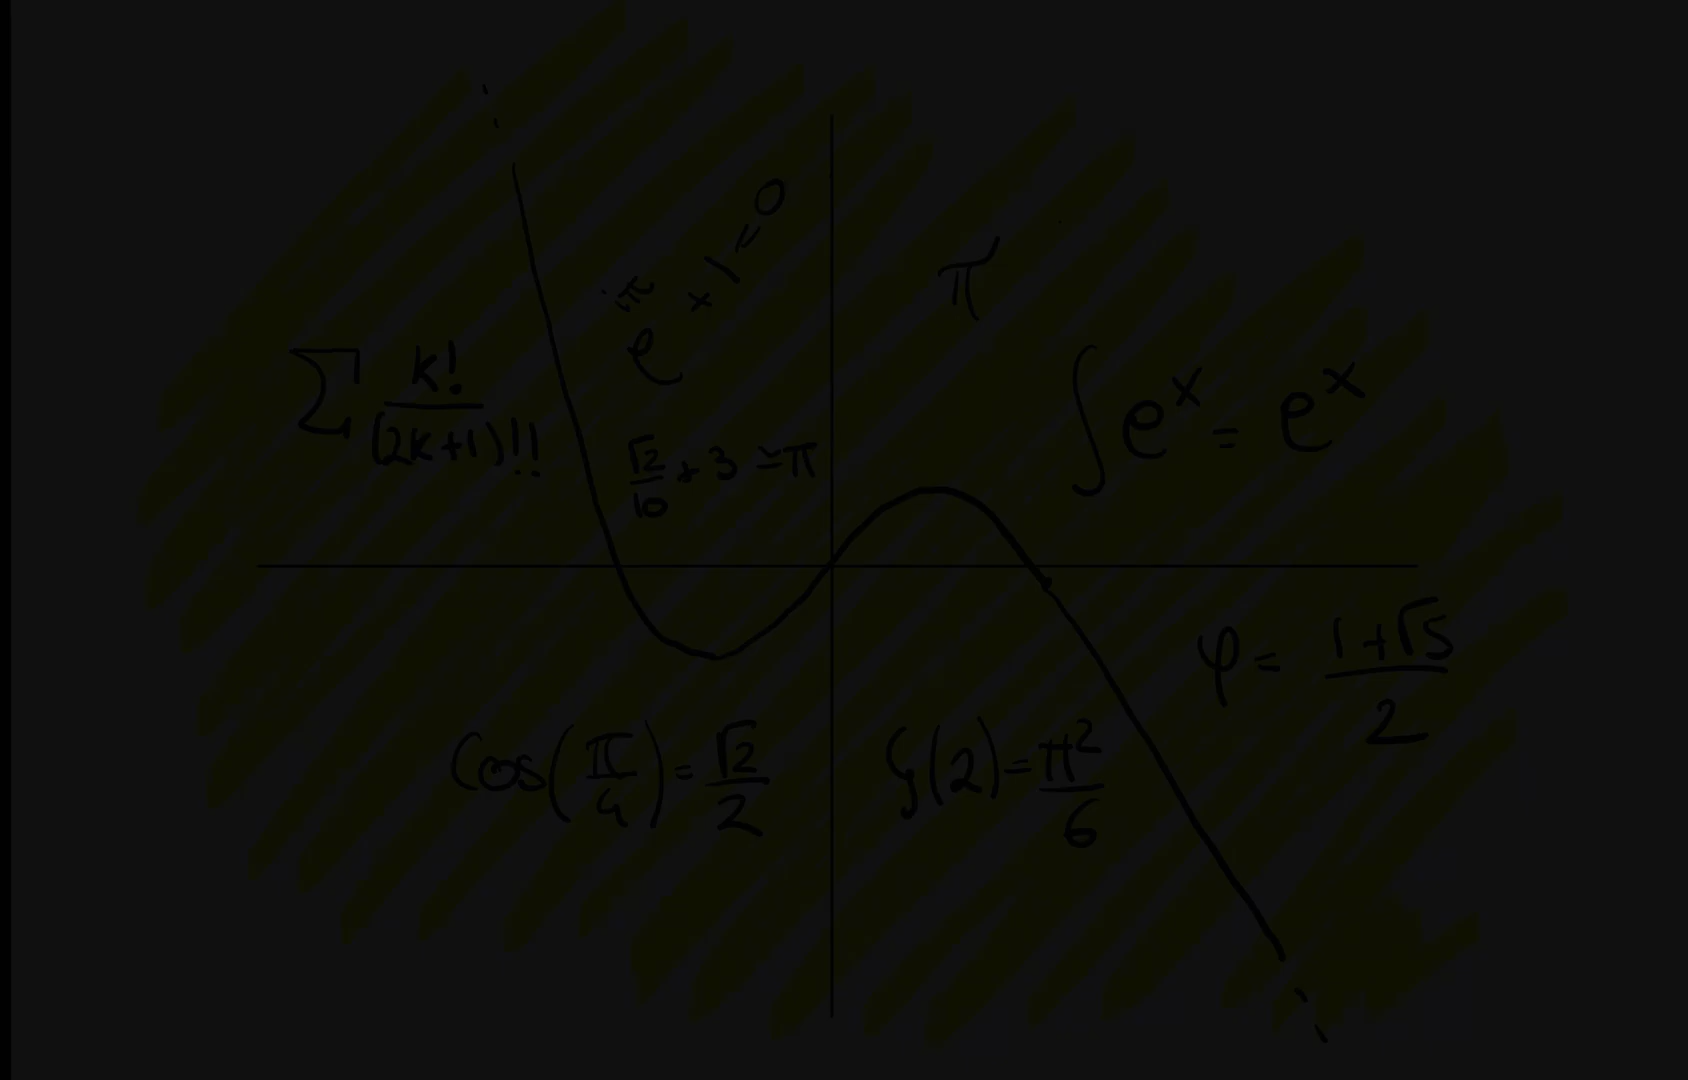 e^{iπ} + 1 = 0
π
∑ k!/(2k+1)!!
∫ e^x = e^x
√2/10 + 3 ≃ π
φ = (1+√5)/2
cos(π/4) = √2/2
ζ(2) = π²/6